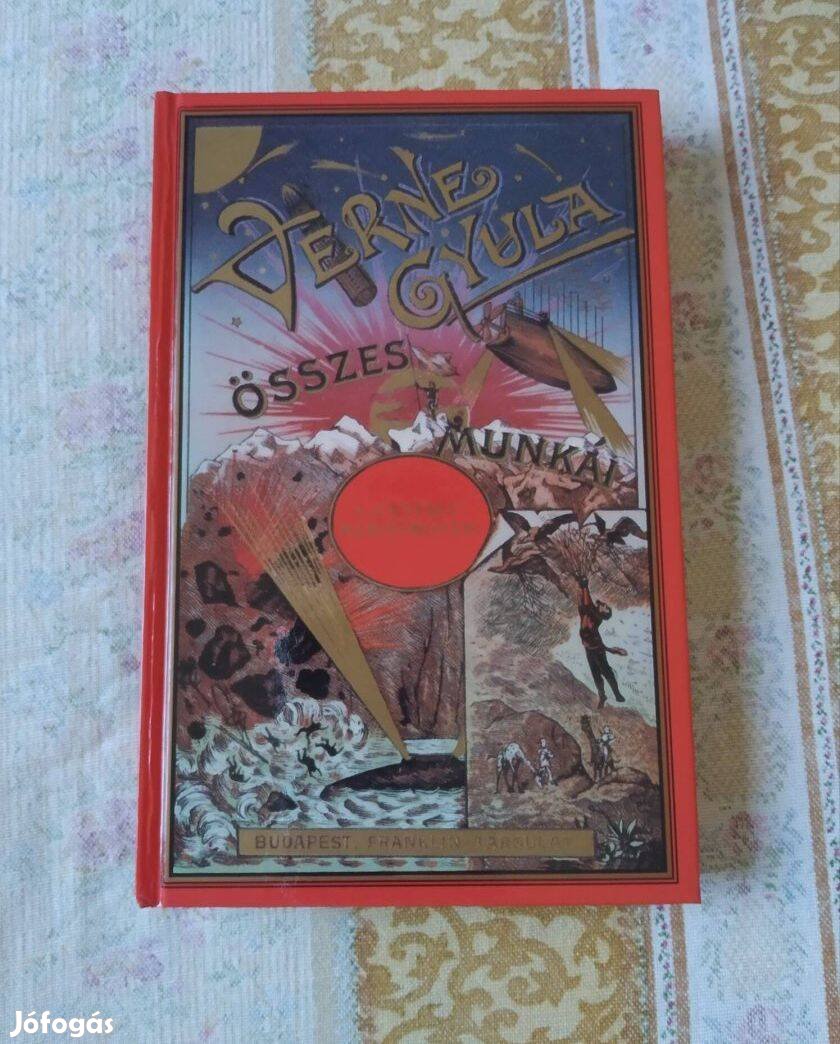 VERNE
GYULA
ÖSSZES
MUNKÁI
BUDAPEST, FRANKLIN-TÁRSULAT
Jófogás